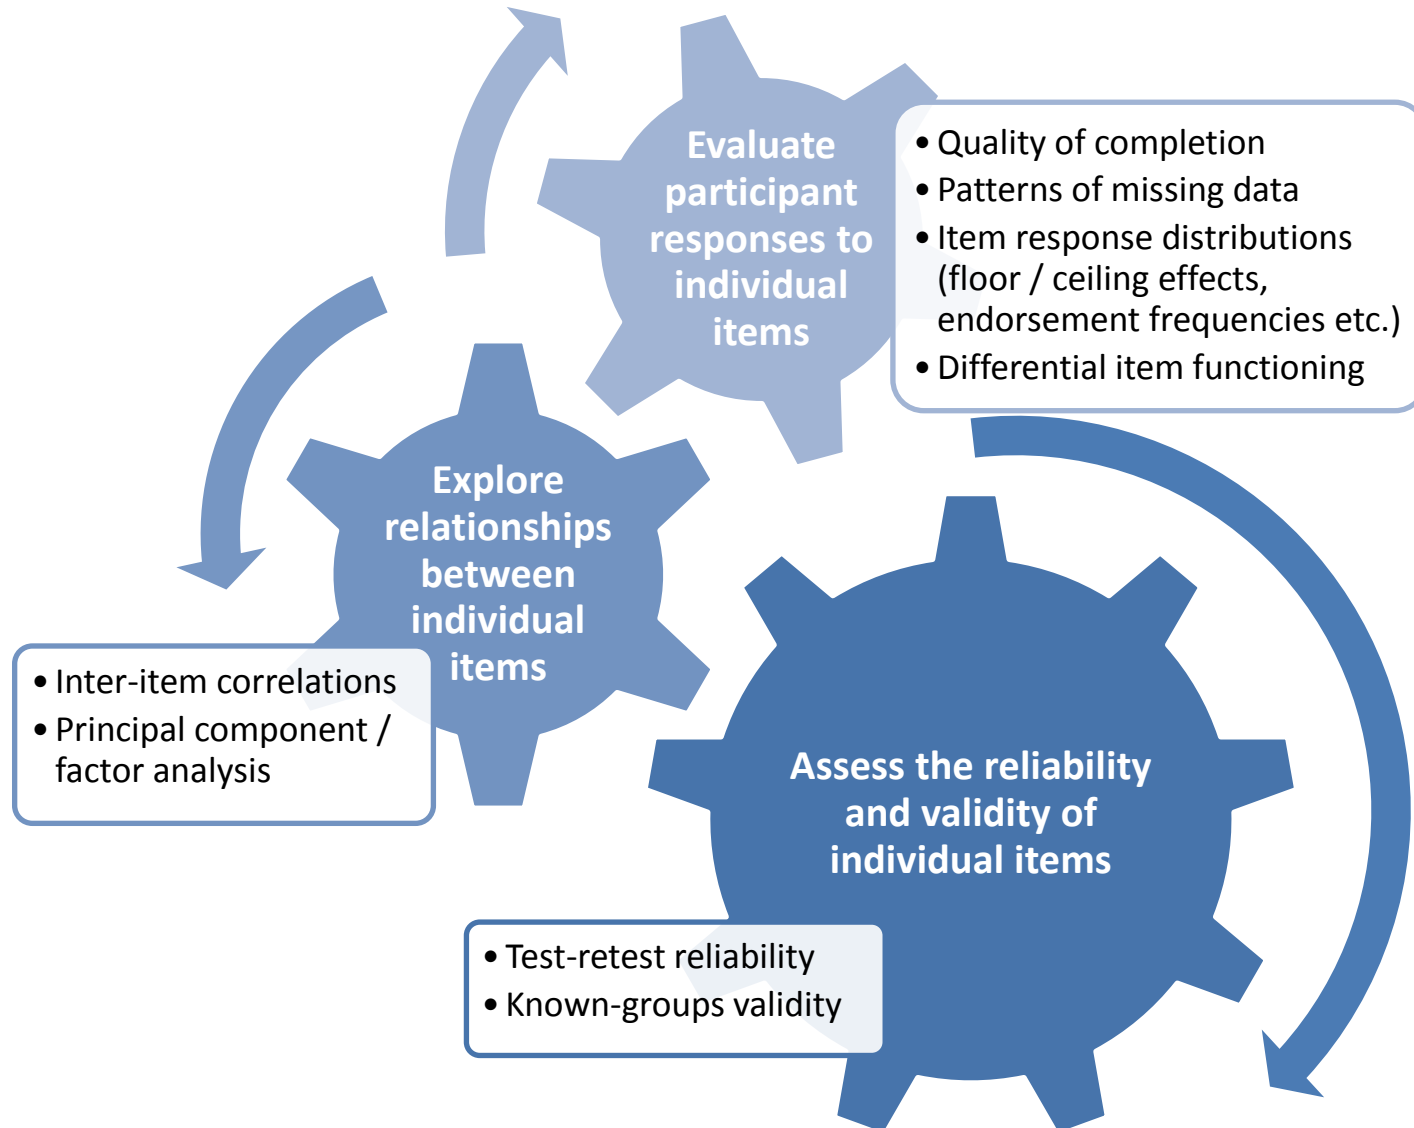 Evaluate
participant
responses to
individual
items
• Quality of completion
• Patterns of missing data
• Item response distributions
(floor / ceiling effects,
endorsement frequencies etc.)
• Differential item functioning
Explore
relationships
between
individual
items
• Inter-item correlations
• Principal component /
factor analysis
Assess the reliability
and validity of
individual items
• Test-retest reliability
• Known-groups validity